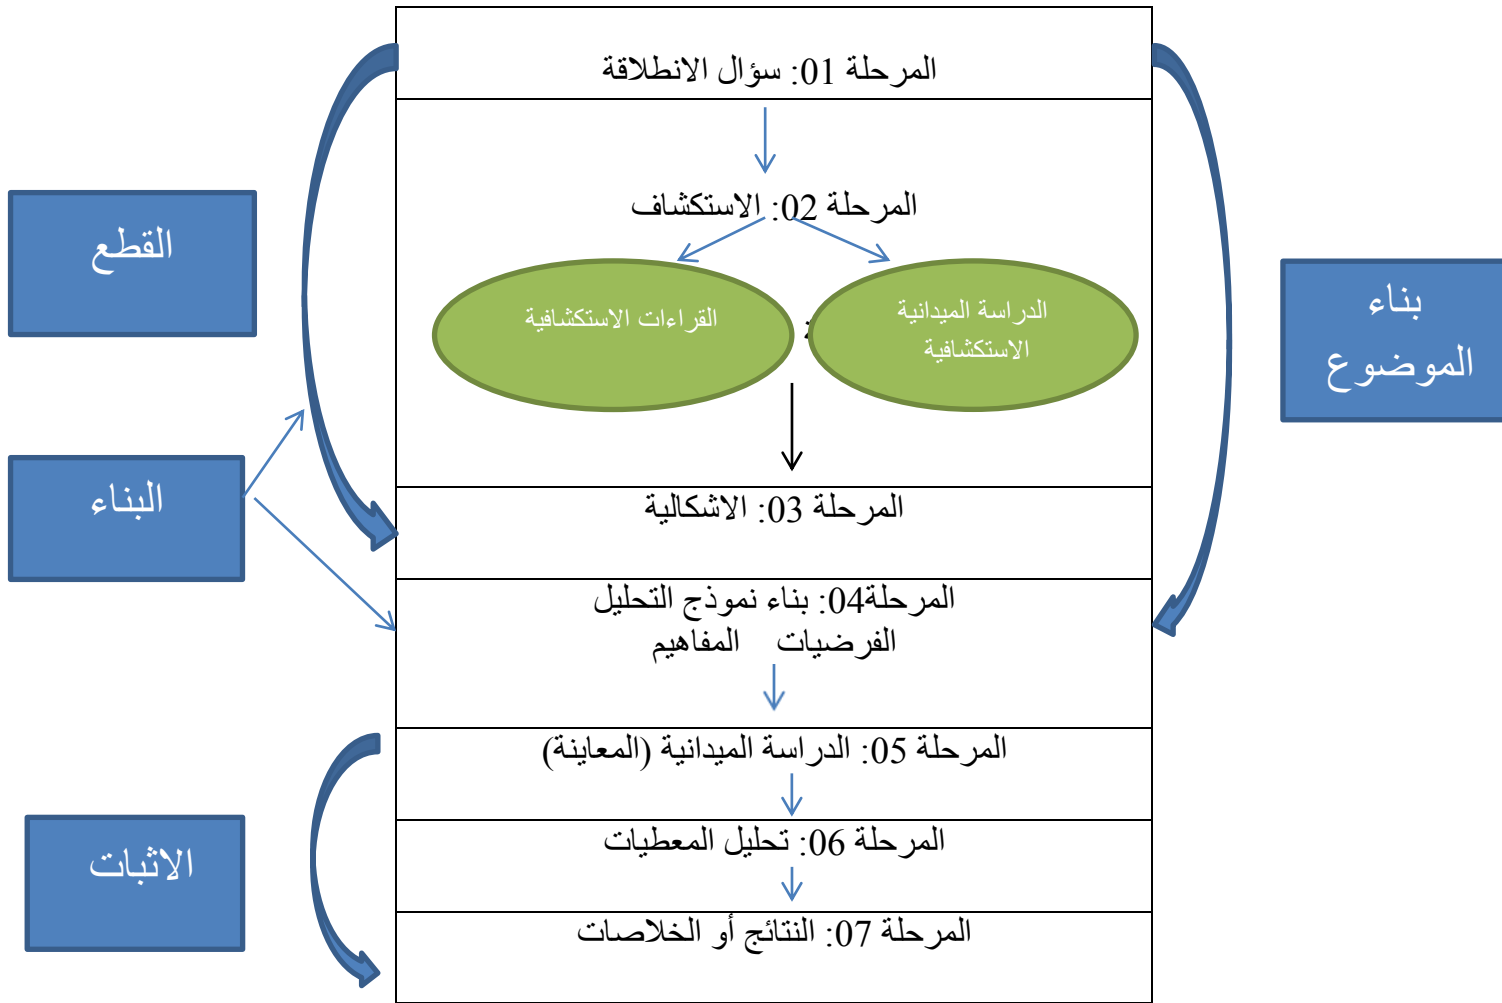 المرحلة 01: سؤال الانطلاقة
المرحلة 02: الاستكشاف
الدراسة الميدانية
الاستكشافية
القراءات الاستكشافية
المرحلة 03: الاشكالية
المرحلة04: بناء نموذج التحليل
الفرضيات المفاهيم
المرحلة 05: الدراسة الميدانية (المعاينة)
المرحلة 06: تحليل المعطيات
المرحلة 07: النتائج أو الخلاصات
بناء
الموضوع
القطع
البناء
الاثبات